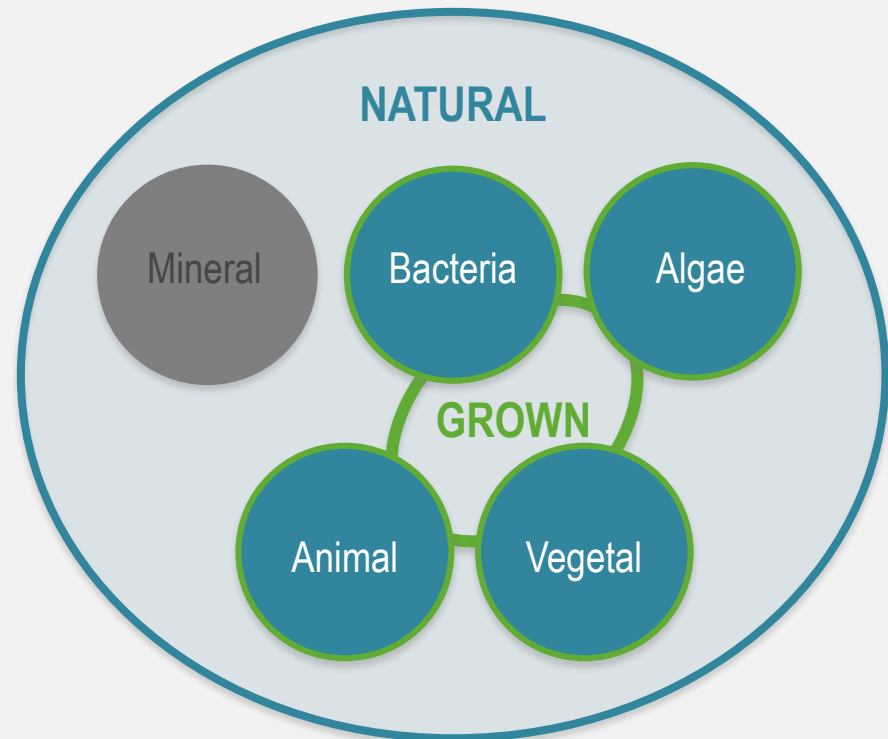 NATURAL
Mineral
Bacteria
Algae
GROWN
Animal
Vegetal